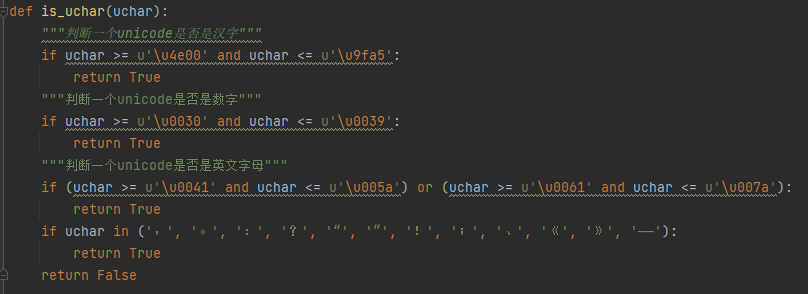 def is_uchar(uchar):
    """判断一个unicode是否是汉字"""
    if uchar >= u'\u4e00' and uchar <= u'\u9fa5':
        return True
    """判断一个unicode是否是数字"""
    if uchar >= u'\u0030' and uchar <= u'\u0039':
        return True
    """判断一个unicode是否是英文字母"""
    if (uchar >= u'\u0041' and uchar <= u'\u005a') or (uchar >= u'\u0061' and uchar <= u'\u007a'):
        return True
    if uchar in ('，', '。', '：', '？', '“', '”', '！', '；', '、', '《', '》', '——'):
        return True
    return False